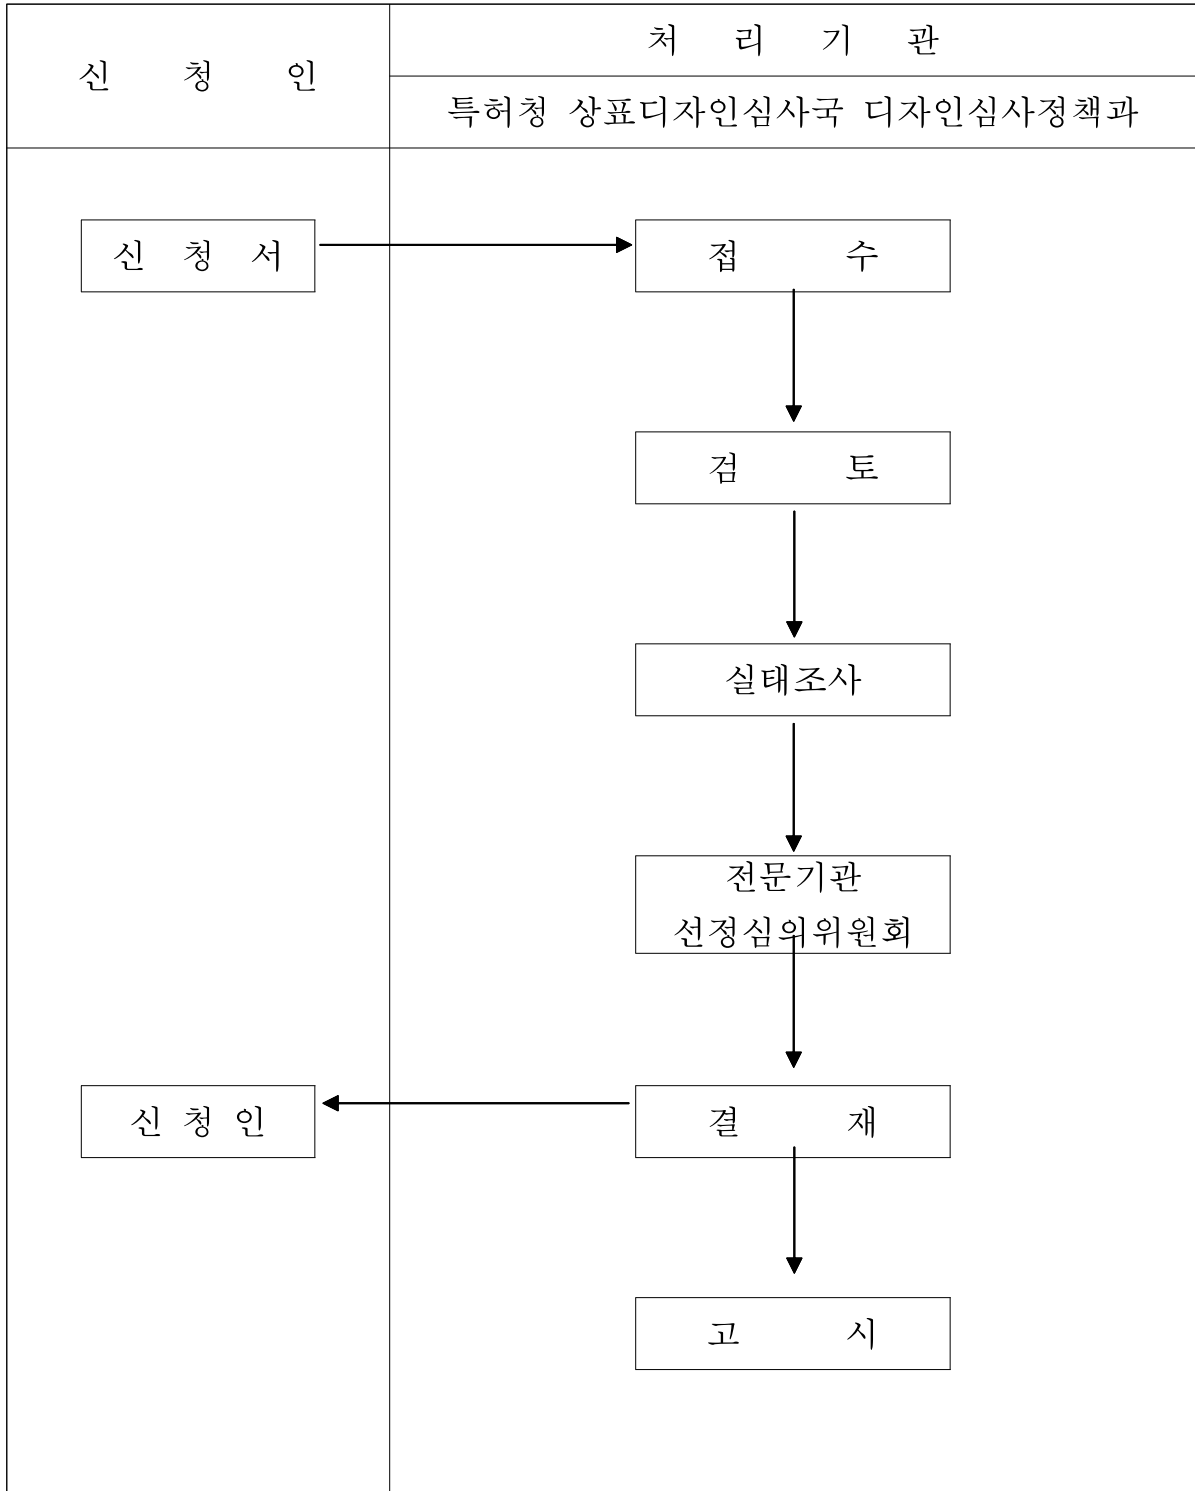 신 청 인
처 리 기 관
특허청 상표디자인심사국 디자인심사정책과
신 청 서
접 수
검 토
실태조사
전문기관
선정심의위원회
신 청 인
결 재
고 시